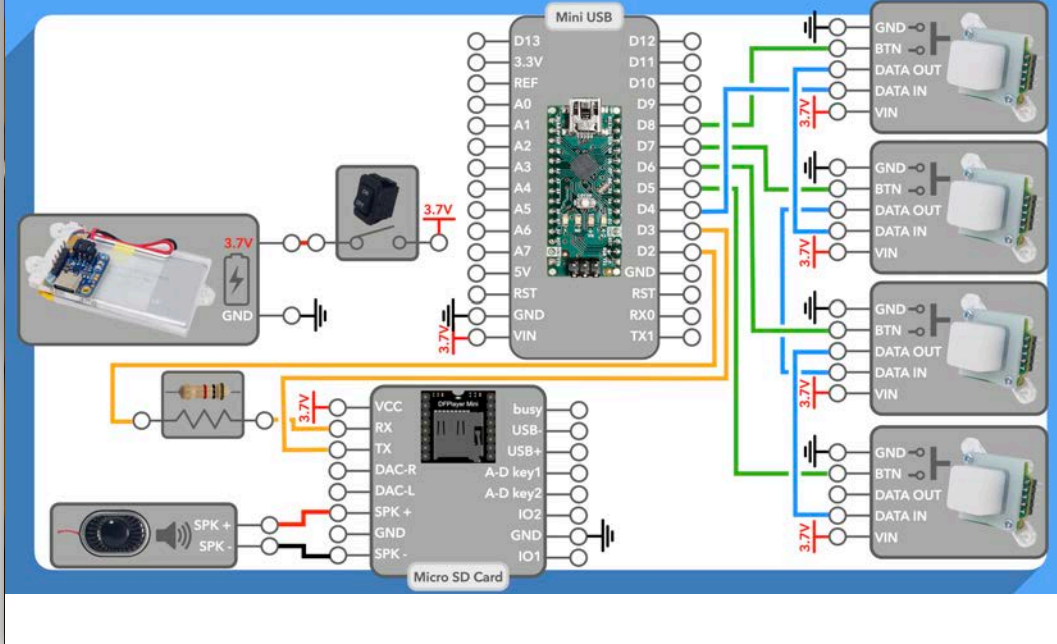 Mini USB
D13
3.3V
REF
A0
A1
A2
A3
A4
A5
A6
A7
5V
RST
GND
VIN
D12
D11
D10
D9
D8
D7
D6
D5
D4
D3
D2
GND
RST
RX0
TX1
3.7V
3.7V
GND
3.7V
3.7V
VCC
RX
TX
DAC-R
DAC-L
SPK +
GND
SPK -
DFPlayer Mini
busy
USB-
USB+
A-D key1
A-D key2
IO2
GND
IO1
Micro SD Card
SPK +
SPK -
GND
BTN
DATA OUT
DATA IN
VIN
3.7V
GND
BTN
DATA OUT
DATA IN
VIN
3.7V
GND
BTN
DATA OUT
DATA IN
VIN
3.7V
GND
BTN
DATA OUT
DATA IN
VIN
3.7V